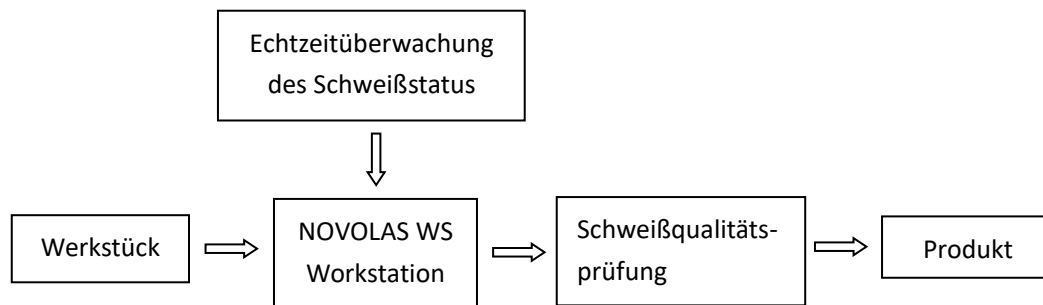 Echtzeitüberwachung
des Schweißstatus
Werkstück
NOVOLAS WS
Workstation
Schweißqualitäts-
prüfung
Produkt